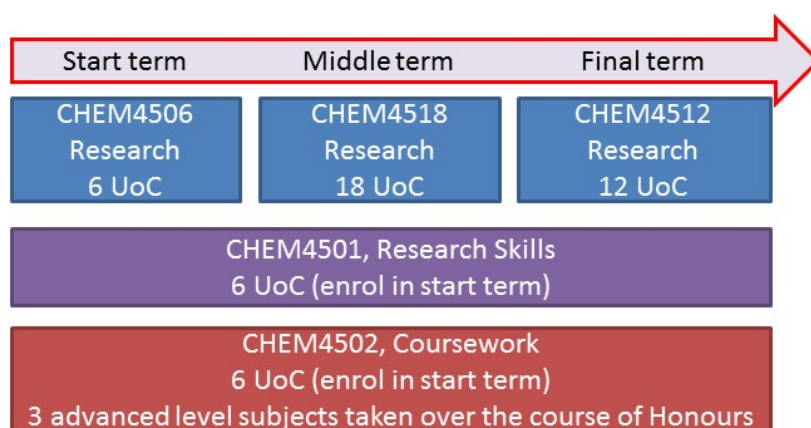 Start term Middle term Final term
CHEM4506
Research
6 UoC
CHEM4518
Research
18 UoC
CHEM4512
Research
12 UoC
CHEM4501, Research Skills
6 UoC (enrol in start term)
CHEM4502, Coursework
6 UoC (enrol in start term)
3 advanced level subjects taken over the course of Honours